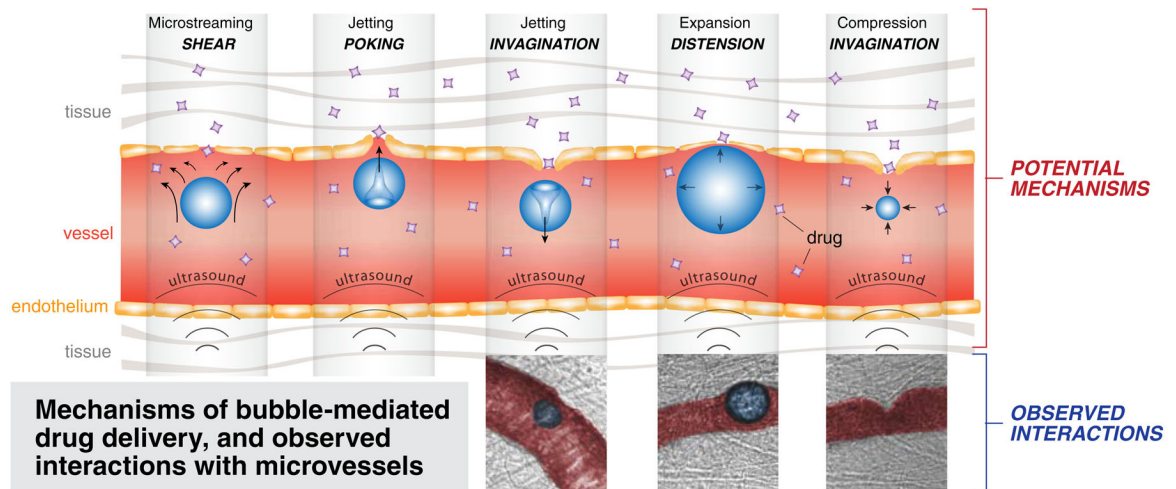 Microstreaming
SHEAR
Jetting
POKING
Jetting
INVAGINATION
Expansion
DISTENSION
Compression
INVAGINATION
tissue
vessel
drug
ultrasound
ultrasound
ultrasound
ultrasound
ultrasound
endothelium
tissue
POTENTIAL
MECHANISMS
Mechanisms of bubble-mediated
drug delivery, and observed
interactions with microvessels
OBSERVED
INTERACTIONS